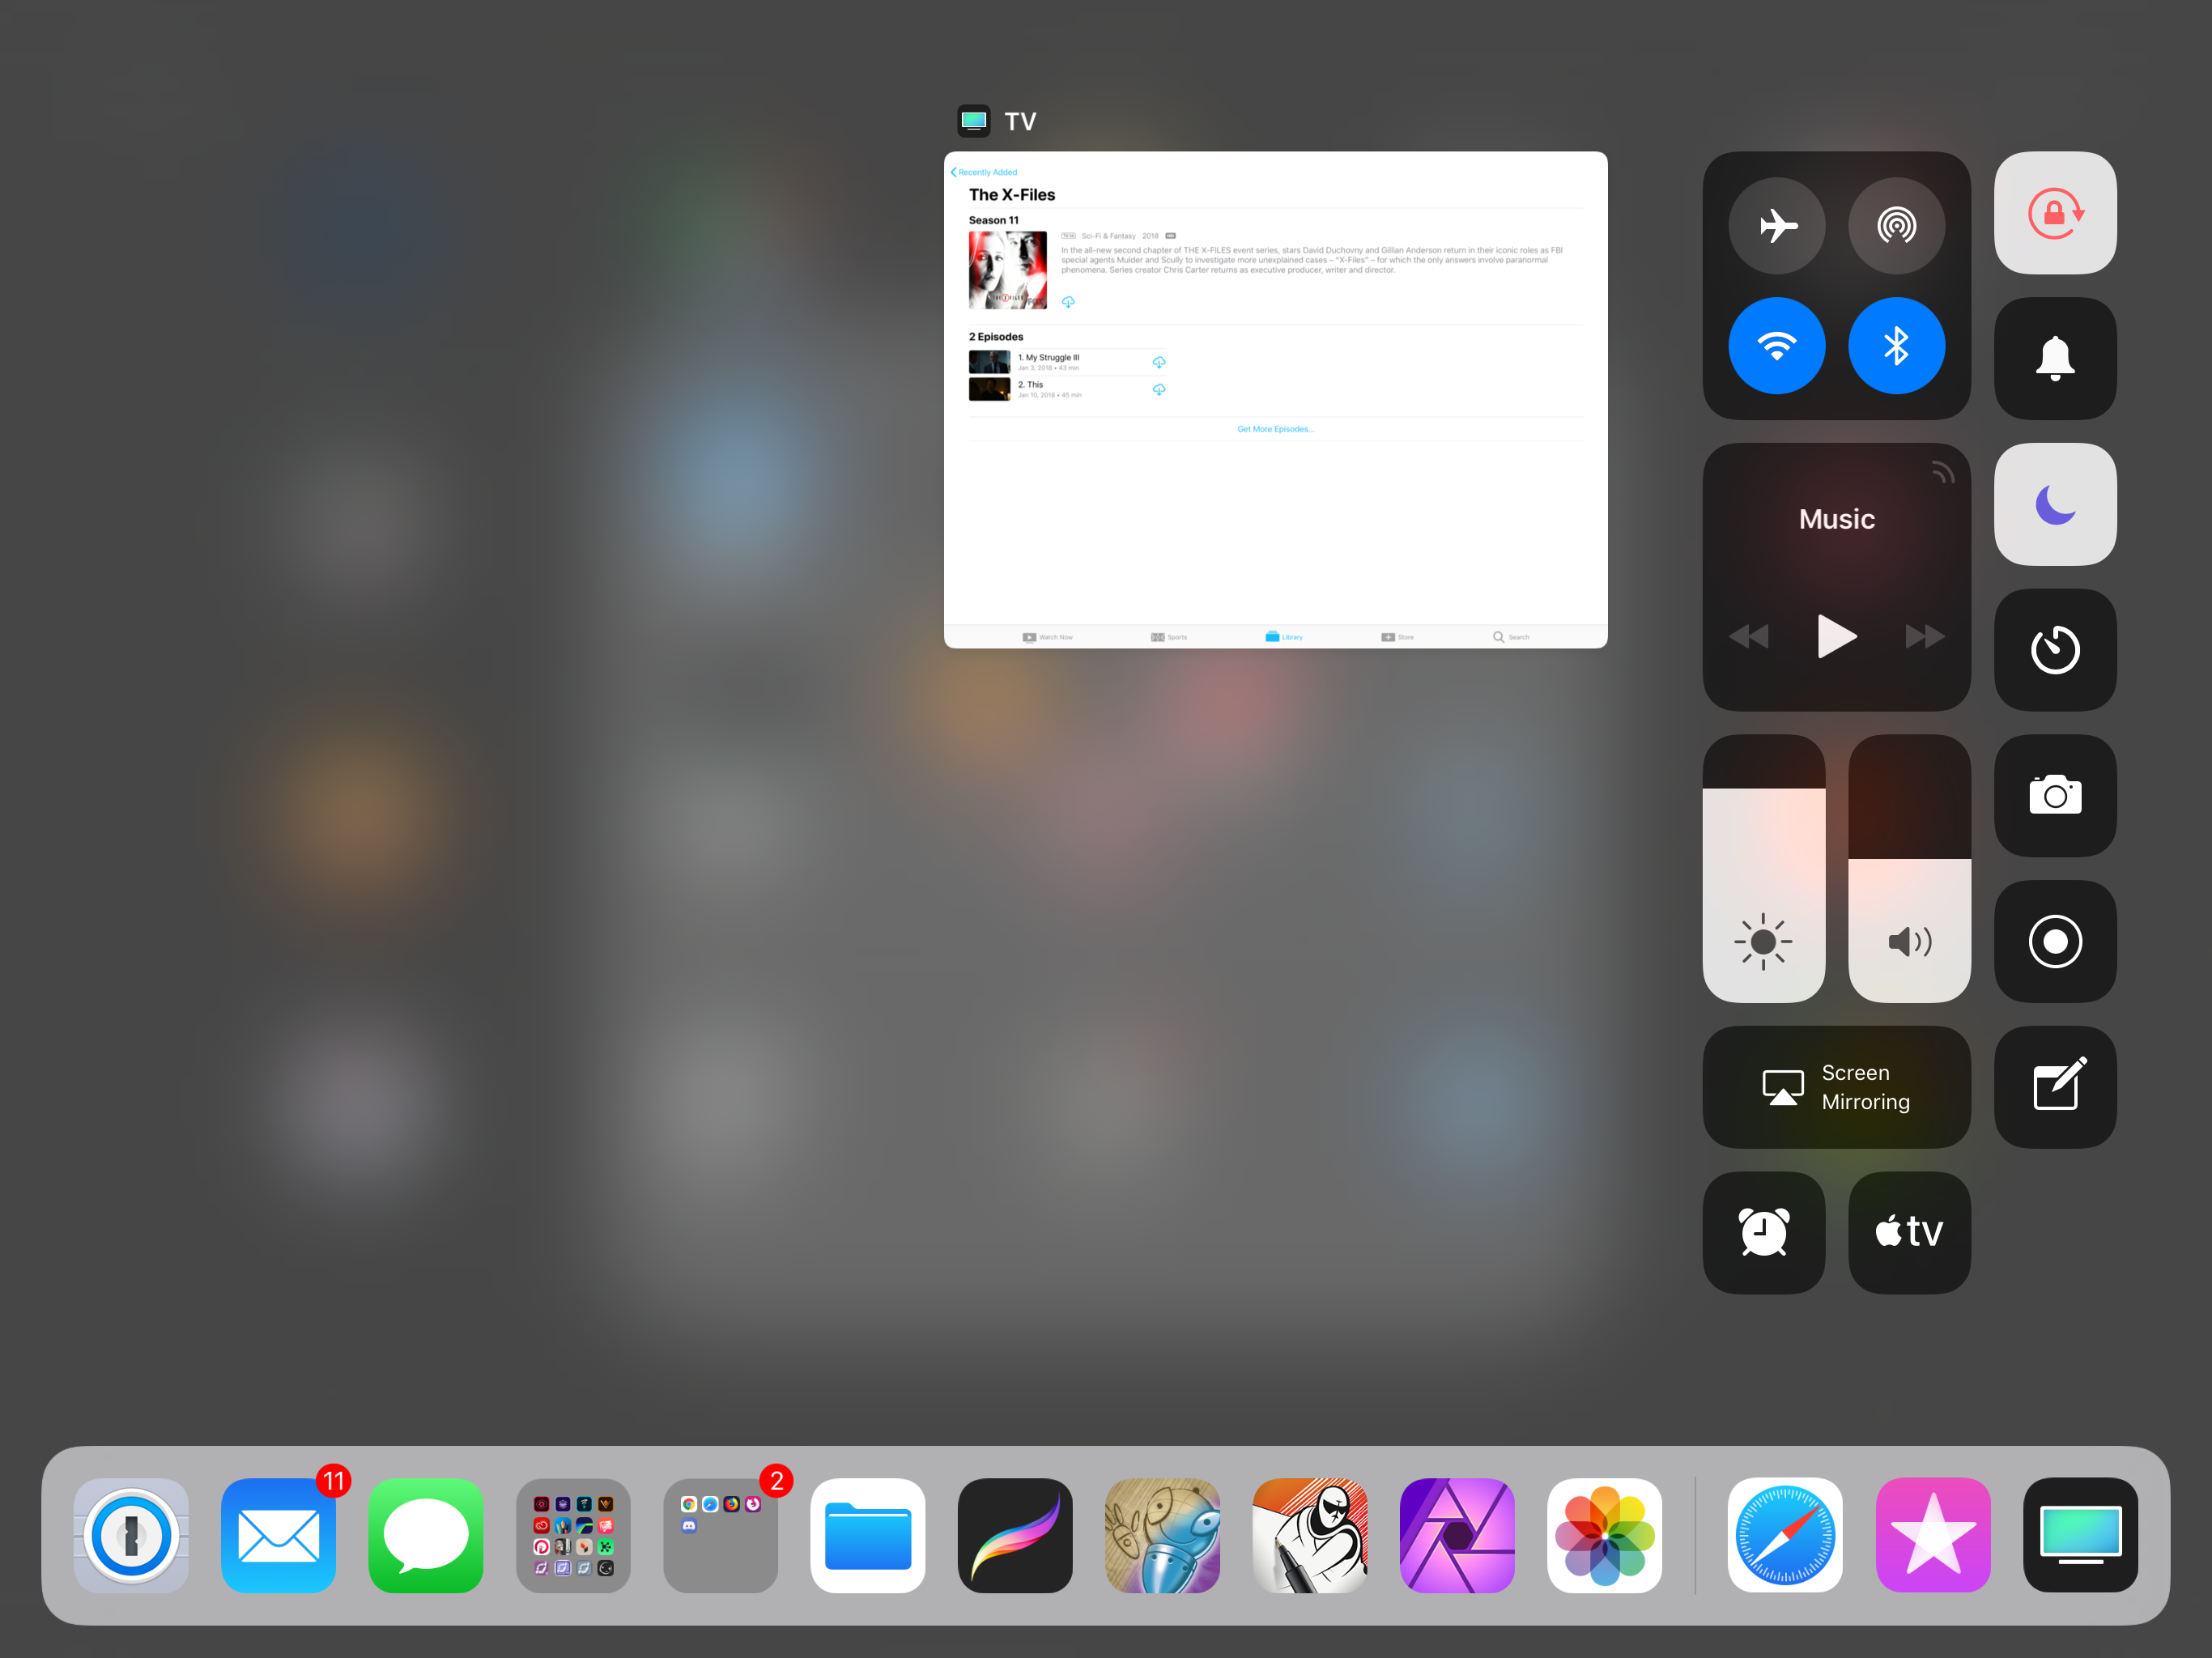 TV
Recently Added
The X-Files
Season 11
Sci-Fi & Fantasy 2018 HD
In the all-new second chapter of THE X-FILES event series, stars David Duchovny and Gillian Anderson return in their iconic roles as FBI
special agents Mulder and Scully to investigate more unexplained cases – “X-Files” – for which the only answers involve paranormal
phenomena. Series creator Chris Carter returns as executive producer, writer and director.
2 Episodes
1. My Struggle III
Jan 3, 2018 • 43 min
2. This
Jan 10, 2018 • 45 min
Get More Episodes...
Watch Now
Sports
Library
Store
Search
Music
Screen
Mirroring
tv
11
2